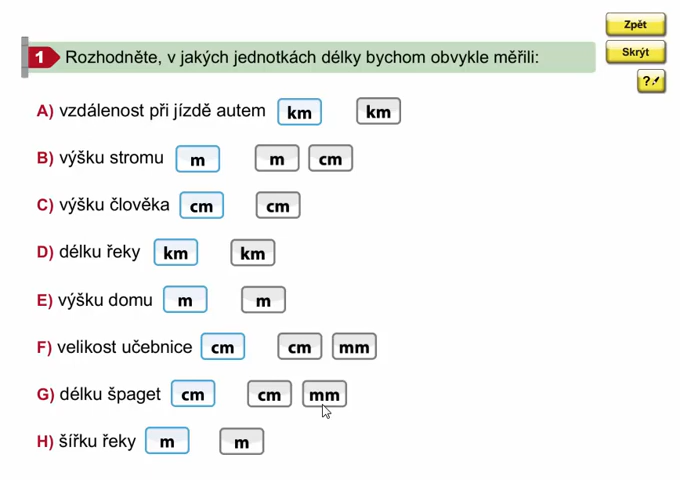 Zpět
1 Rozhodněte, v jakých jednotkách délky bychom obvykle měřili:
Skrýt
?
A) vzdálenost při jízdě autem km km
B) výšku stromu m m cm
C) výšku člověka cm cm
D) délku řeky km km
E) výšku domu m m
F) velikost učebnice cm cm mm
G) délku špaget cm cm mm
H) šířku řeky m m